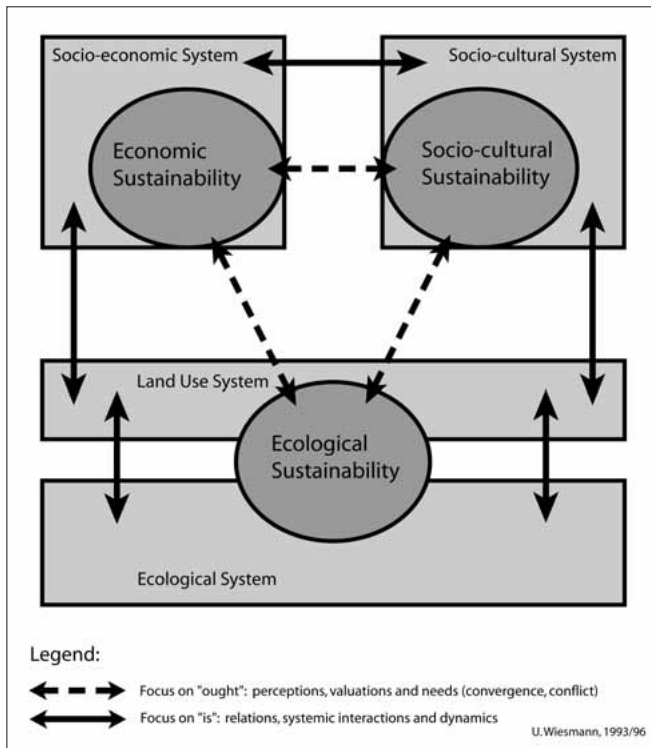 Socio-economic System
Socio-cultural System
Economic
Sustainability
Socio-cultural
Sustainability
Land Use System
Ecological
Sustainability
Ecological System
Legend:
Focus on "ought": perceptions, valuations and needs (convergence, conflict)
Focus on "is": relations, systemic interactions and dynamics
U. Wiesmann, 1993/96